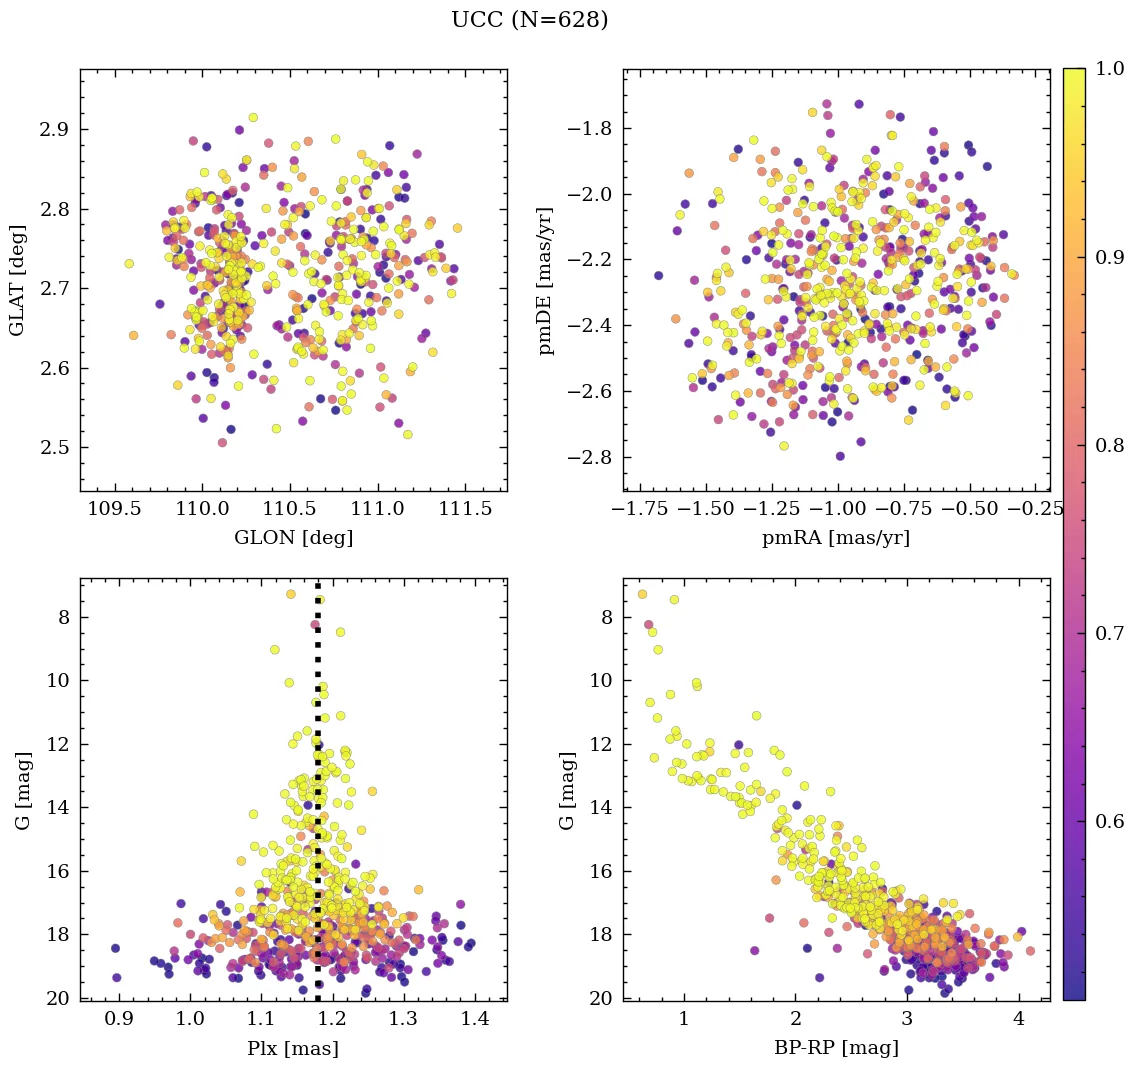 UCC (N=628)
GLAT [deg]
2.9
2.8
2.7
2.6
2.5
109.5 110.0 110.5 111.0 111.5
GLON [deg]
pmDE [mas/yr]
−1.8
−2.0
−2.2
−2.4
−2.6
−2.8
−1.75 −1.50 −1.25 −1.00 −0.75 −0.50 −0.25
pmRA [mas/yr]
1.0
0.9
0.8
0.7
0.6
G [mag]
8
10
12
14
16
18
20
0.9 1.0 1.1 1.2 1.3 1.4
Plx [mas]
G [mag]
8
10
12
14
16
18
20
1 2 3 4
BP-RP [mag]